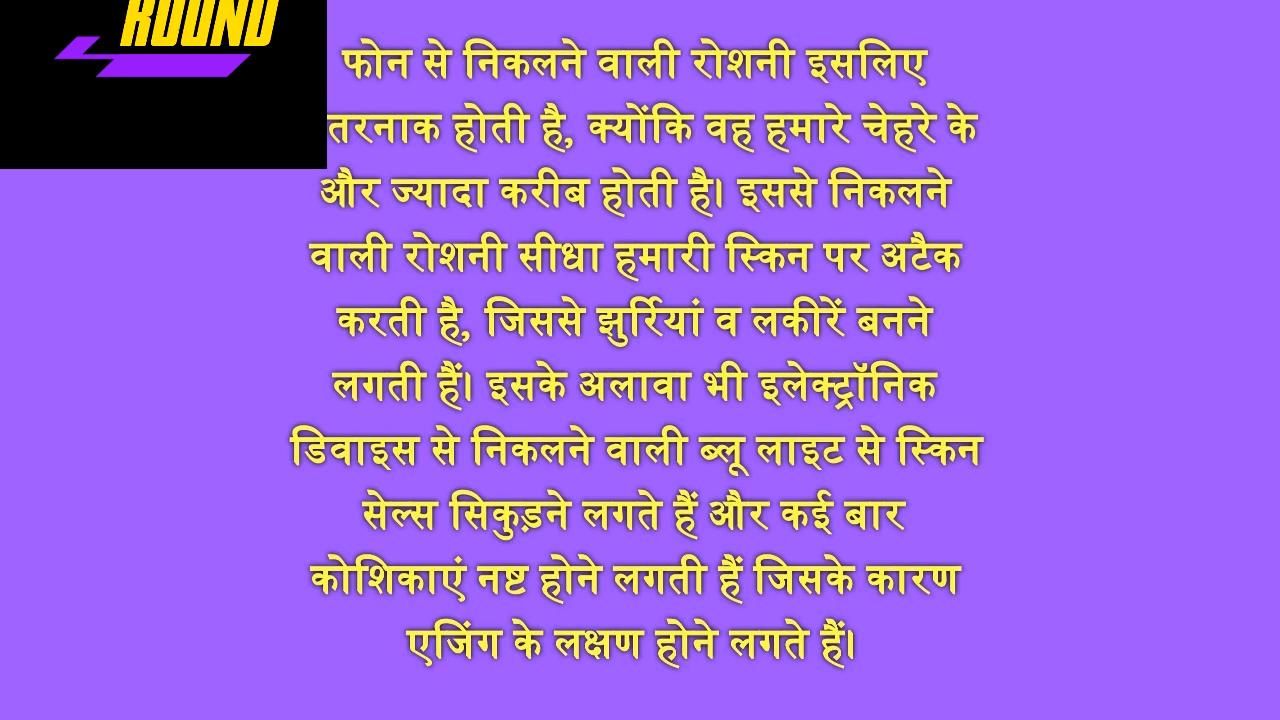 ROUND
फोन से निकलने वाली रोशनी इसलिए
तरनाक होती है, क्योंकि वह हमारे चेहरे के
और ज्यादा करीब होती है। इससे निकलने
वाली रोशनी सीधा हमारी स्किन पर अटैक
करती है, जिससे झुर्रियां व लकीरें बनने
लगती हैं। इसके अलावा भी इलेक्ट्रॉनिक
डिवाइस से निकलने वाली ब्लू लाइट से स्किन
सेल्स सिकुड़ने लगते हैं और कई बार
कोशिकाएं नष्ट होने लगती हैं जिसके कारण
एजिंग के लक्षण होने लगते हैं।